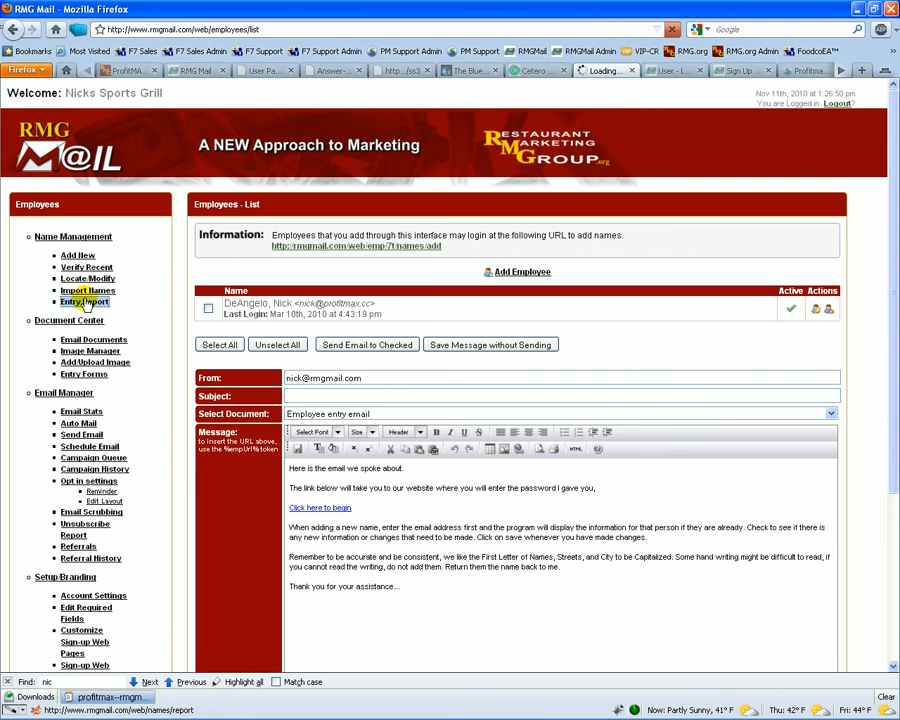 RMG Mail - Mozilla Firefox
http://www.rmgmail.com/web/employees/list
Google
Bookmarks Most Visited F7 Sales F7 Sales Admin F7 Support F7 Support Admin PM Support Admin PM Support RMGMail RMGMail Admin VIP-CR RMG.org RMG.org Admin FoodcoEA™
Firefox ProfitMA... RMG Mail User Pa... Answer-... http.../ss3 The Blue... Cetero ... Loading... User - L... Sign Up ... Profitma...
Welcome: Nicks Sports Grill
Nov 11th, 2010 at 1:26:50 pm
You are Logged in. Logout?
RMG
M@IL
A NEW Approach to Marketing
RESTAURANT
MARKETING
GROUP.org
Employees
Name Management
Add New
Verify Recent
Locate/Modify
Import Names
Entry Import
Document Center
Email Documents
Image Manager
Add/Upload Image
Entry Forms
Email Manager
Email Stats
Auto Mail
Send Email
Schedule Email
Campaign Queue
Campaign History
Opt in settings
Reminder
Edit Layout
Email Scrubbing
Unsubscribe
Report
Referrals
Referral History
Setup/Branding
Account Settings
Edit Required
Fields
Customize
Sign-up Web
Pages
Sign-up Web
Employees - List
Information: Employees that you add through this interface may login at the following URL to add names.
http://rmgmail.com/web/emp/7t/names/add
Add Employee
Name Active Actions
DeAngelo, Nick <nick@profitmax.cc>
Last Login: Mar 10th, 2010 at 4:43:19 pm
Select All Unselect All Send Email to Checked Save Message without Sending
From: nick@rmgmail.com
Subject:
Select Document: Employee entry email
Message:
to insert the URL above,
use the %empUrl%token
Select Font Size Header B I U S
HTML
Here is the email we spoke about.
The link below will take you to our website where you will enter the password I gave you,
Click here to begin
When adding a new name, enter the email address first and the program will display the information for that person if they are already. Check to see if there is
any new information or changes that need to be made. Click on save whenever you have made changes.
Remember to be accurate and be consistent, we like the First Letter of Names, Streets, and City to be Capitalized. Some hand writing might be difficult to read, if
you cannot read the writing, do not add them. Return them the name back to me.
Thank you for your assistance...
Find: nic Next Previous Highlight all Match case
Downloads profitmax--rmgm... Clear
http://www.rmgmail.com/web/names/report Now: Partly Sunny, 41° F Thu: 42° F Fri: 44° F